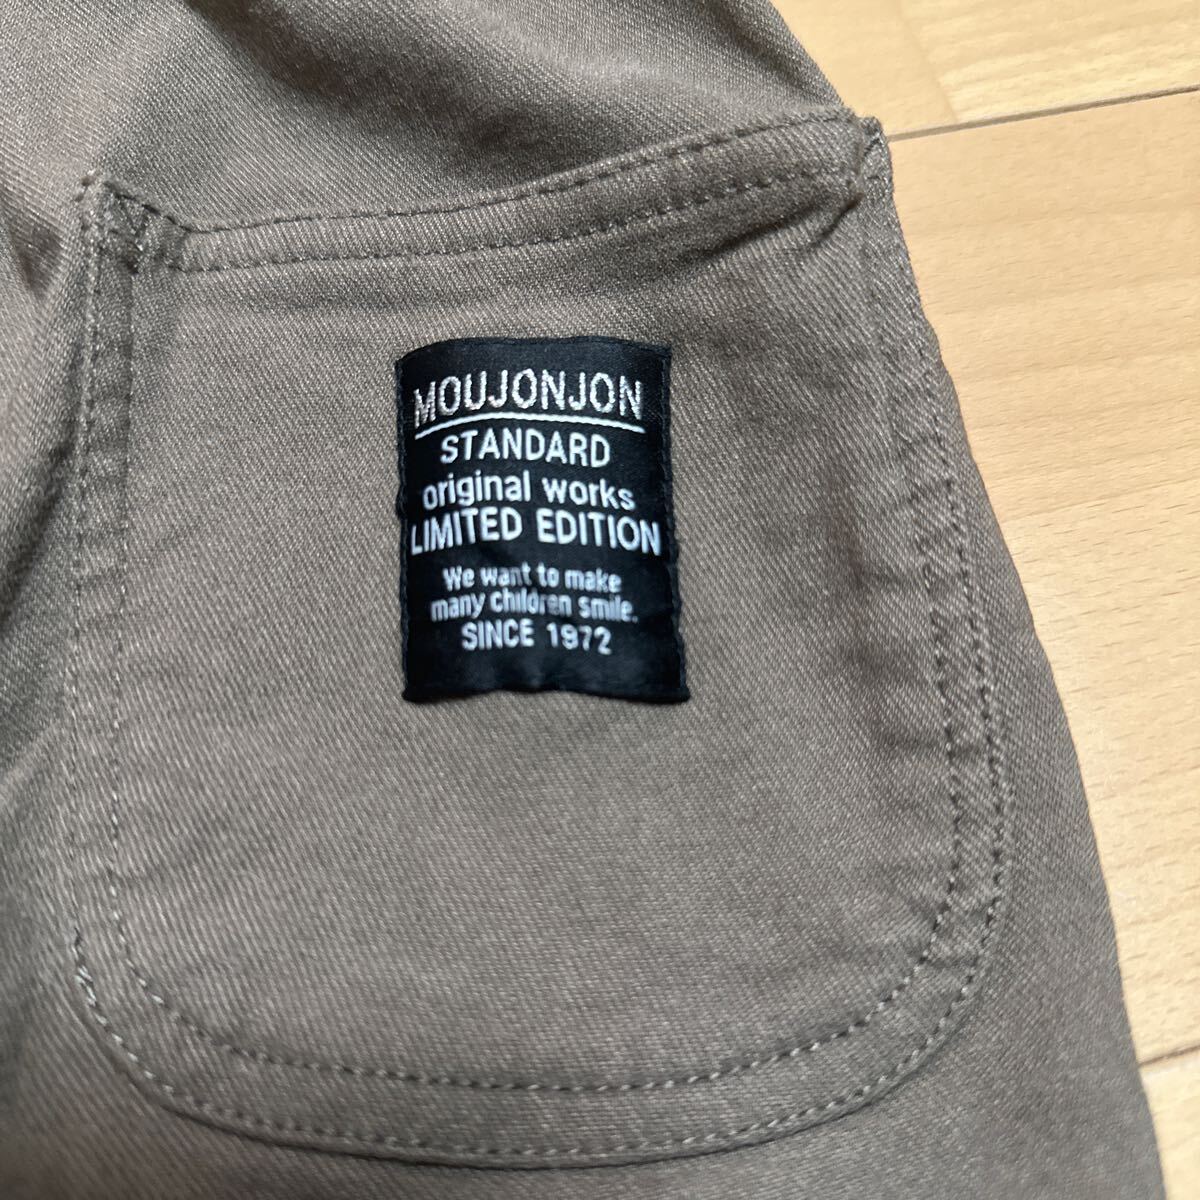 MOUJONJON
STANDARD
original works
LIMITED EDITION
We want to make
many children smile.
SINCE 1972